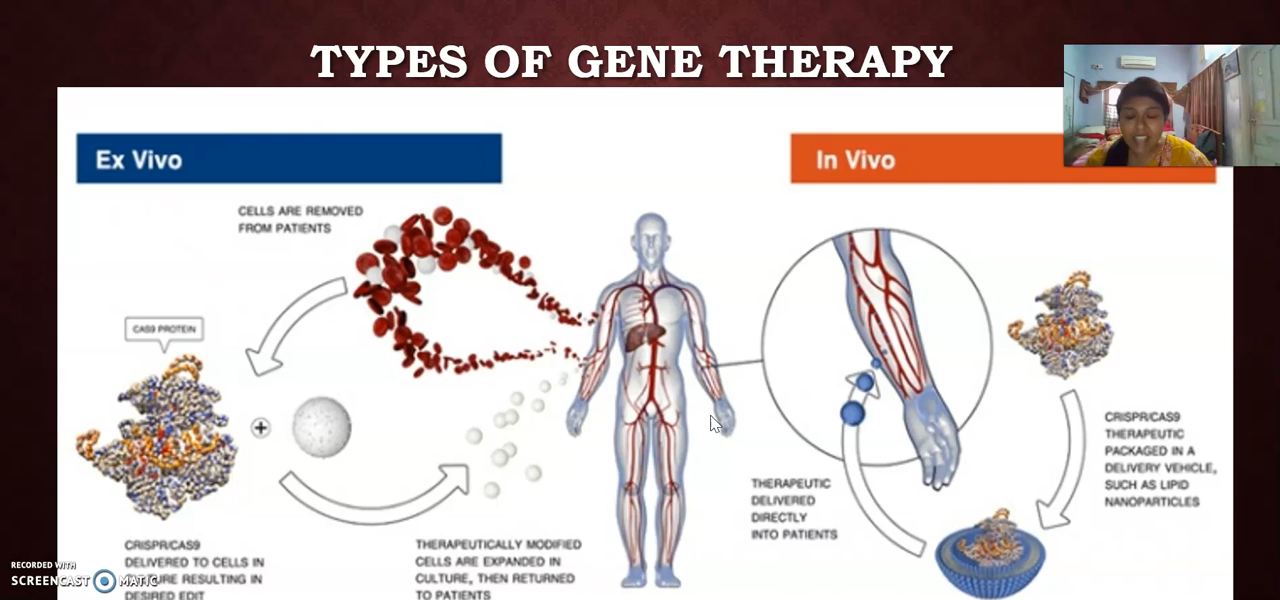 TYPES OF GENE THERAPY
Ex Vivo
In Vivo
CELLS ARE REMOVED
FROM PATIENTS
CAS9 PROTEIN
CRISPR/CAS9
DELIVERED TO CELLS IN
RESULTING IN
DESIRED EDIT
THERAPEUTICALLY MODIFIED
CELLS ARE EXPANDED IN
CULTURE, THEN RETURNED
TO PATIENTS
THERAPEUTIC
DELIVERED
DIRECTLY
INTO PATIENTS
CRISPR/CAS9
THERAPEUTIC
PACKAGED IN A
DELIVERY VEHICLE,
SUCH AS LIPID
NANOPARTICLES
RECORDED WITH
SCREENCAST MATIC